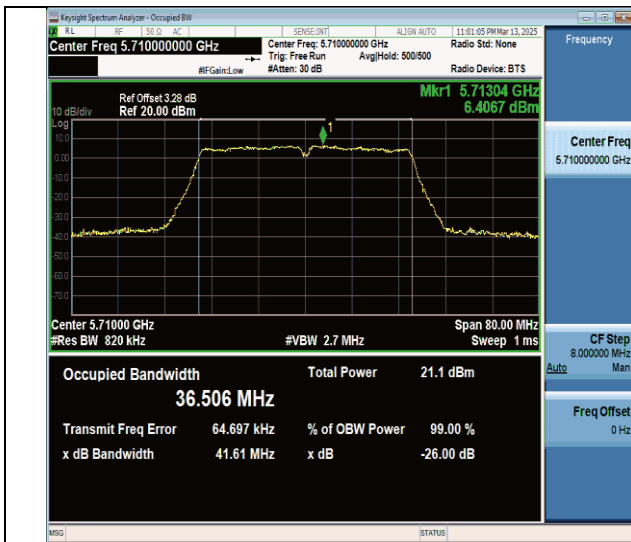 Keysight Spectrum Analyzer - Occupied BW
RL RF 50 Ω AC SENSE:INT ALIGN AUTO 11:01:05 PM Mar 13, 2025
Center Freq 5.710000000 GHz
Center Freq: 5.710000000 GHz
Radio Std: None
Trig: Free Run Avg|Hold: 500/500
#IFGain:Low
#Atten: 30 dB
Radio Device: BTS
Frequency
Mkr1 5.71304 GHz
6.4067 dBm
Ref Offset 3.28 dB
10 dB/div Ref 20.00 dBm
Log
10.0
0.00
-10.0
-20.0
-30.0
-40.0
-50.0
-60.0
-70.0
1
Center 5.71000 GHz
Span 80.00 MHz
#Res BW 820 kHz
#VBW 2.7 MHz
Sweep 1 ms
Center Freq
5.710000000 GHz
CF Step
8.000000 MHz
Auto Man
Freq Offset
0 Hz
Occupied Bandwidth
36.506 MHz
Total Power 21.1 dBm
Transmit Freq Error 64.697 kHz
% of OBW Power 99.00 %
x dB Bandwidth 41.61 MHz
x dB -26.00 dB
MSG STATUS